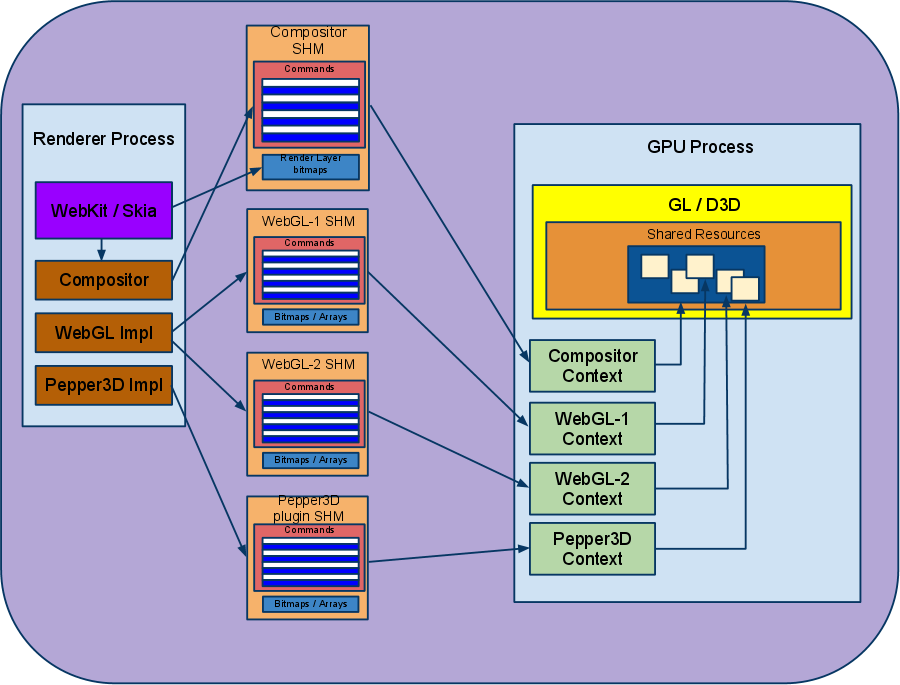 Renderer Process
WebKit / Skia
Compositor
WebGL Impl
Pepper3D Impl
Compositor
SHM
Commands
Render Layer
bitmaps
WebGL-1 SHM
Commands
Bitmaps / Arrays
WebGL-2 SHM
Commands
Bitmaps / Arrays
Pepper3D
plugin SHM
Commands
Bitmaps / Arrays
GPU Process
GL / D3D
Shared Resources
Compositor
Context
WebGL-1
Context
WebGL-2
Context
Pepper3D
Context